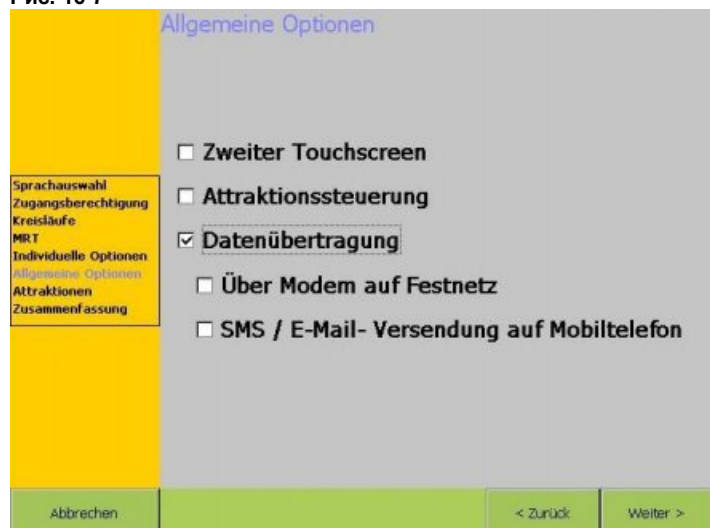 Allgemeine Optionen
Zweiter Touchscreen
Attraktionssteuerung
Datenübertragung
Über Modem auf Festnetz
SMS / E-Mail- Versendung auf Mobiltelefon
Sprachauswahl
Zugangsberechtigung
Kreisläufe
MRT
Individuelle Optionen
Allgemeine Optionen
Attraktionen
Zusammenfassung
Abbrechen
< Zurück
Weiter >